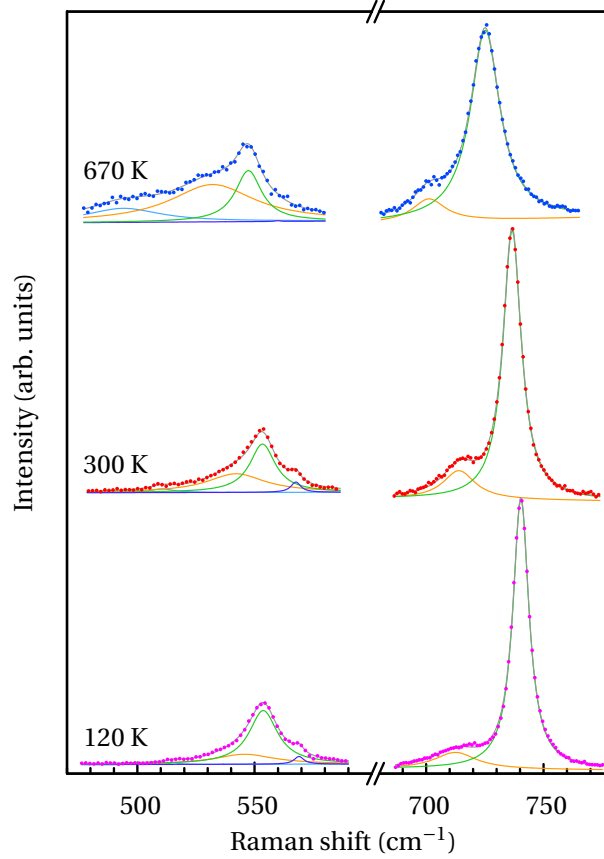 670 K
300 K
120 K
Intensity (arb. units)
500 550 700 750
Raman shift (cm⁻¹)